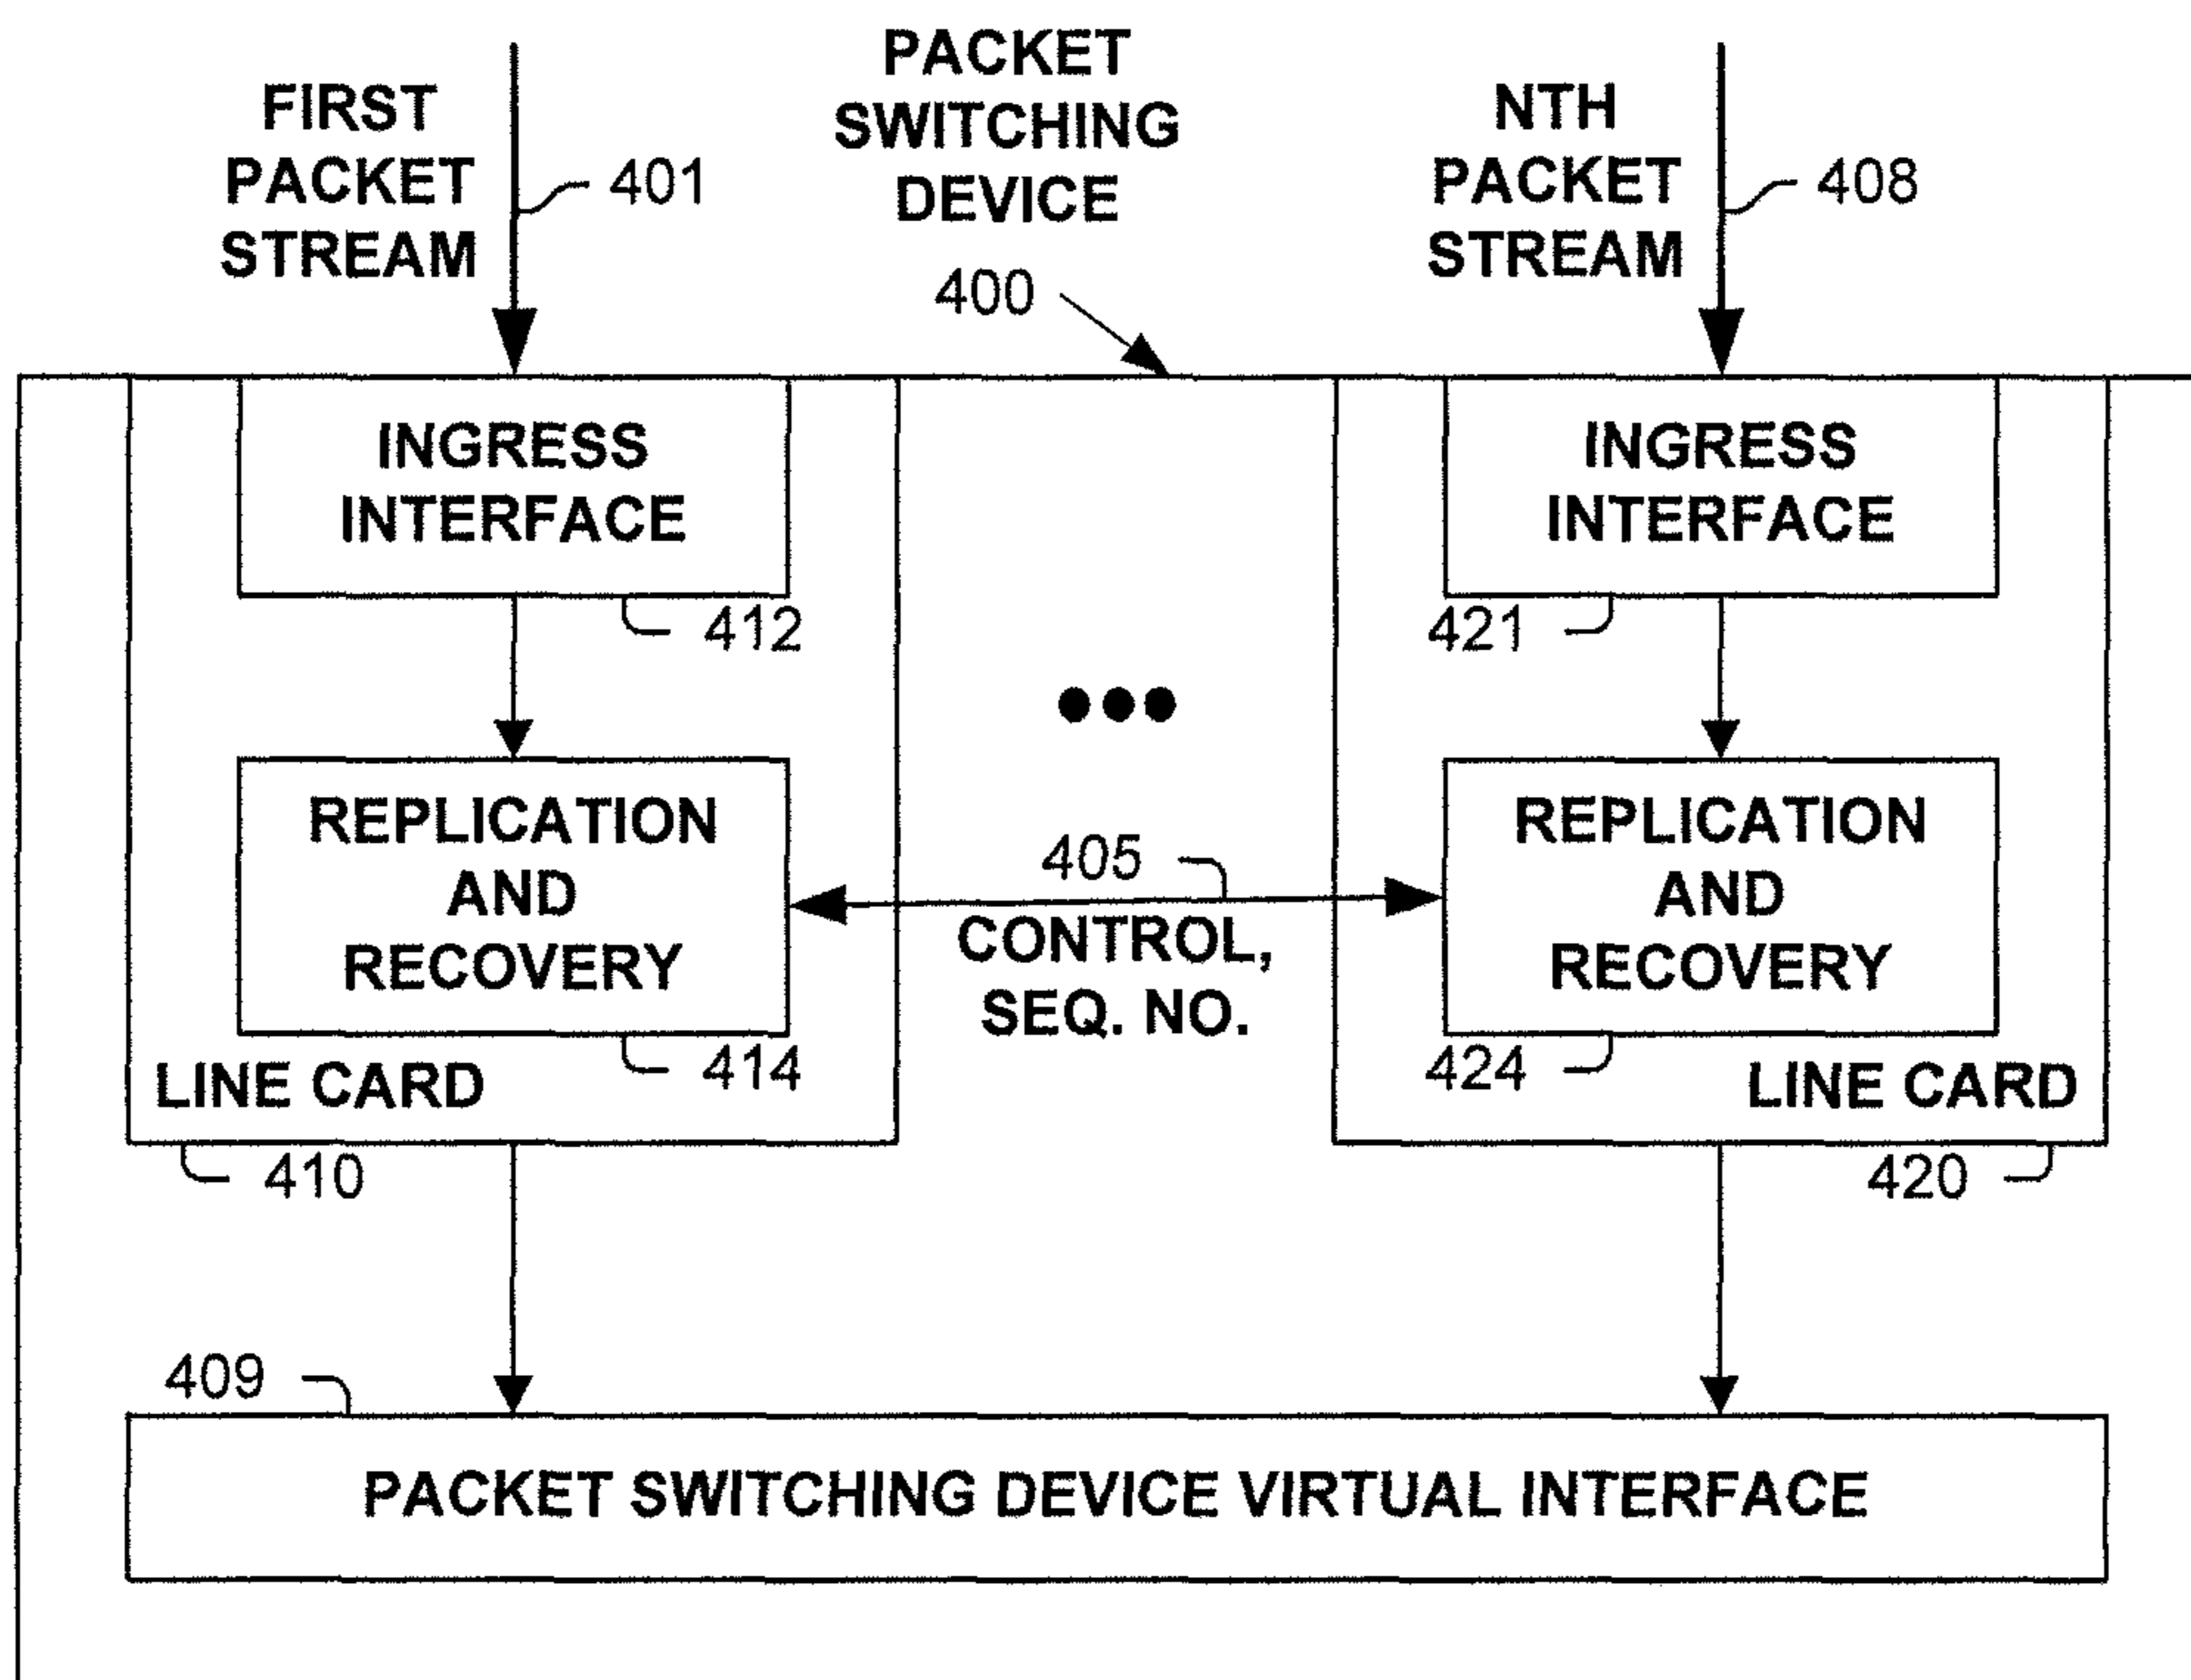 FIRST
PACKET
STREAM
401
PACKET
SWITCHING
DEVICE
400
NTH
PACKET
STREAM
408
INGRESS
INTERFACE
412
INGRESS
INTERFACE
421
REPLICATION
AND
RECOVERY
414
LINE CARD
410
405
CONTROL,
SEQ. NO.
REPLICATION
AND
RECOVERY
424
LINE CARD
420
409
PACKET SWITCHING DEVICE VIRTUAL INTERFACE